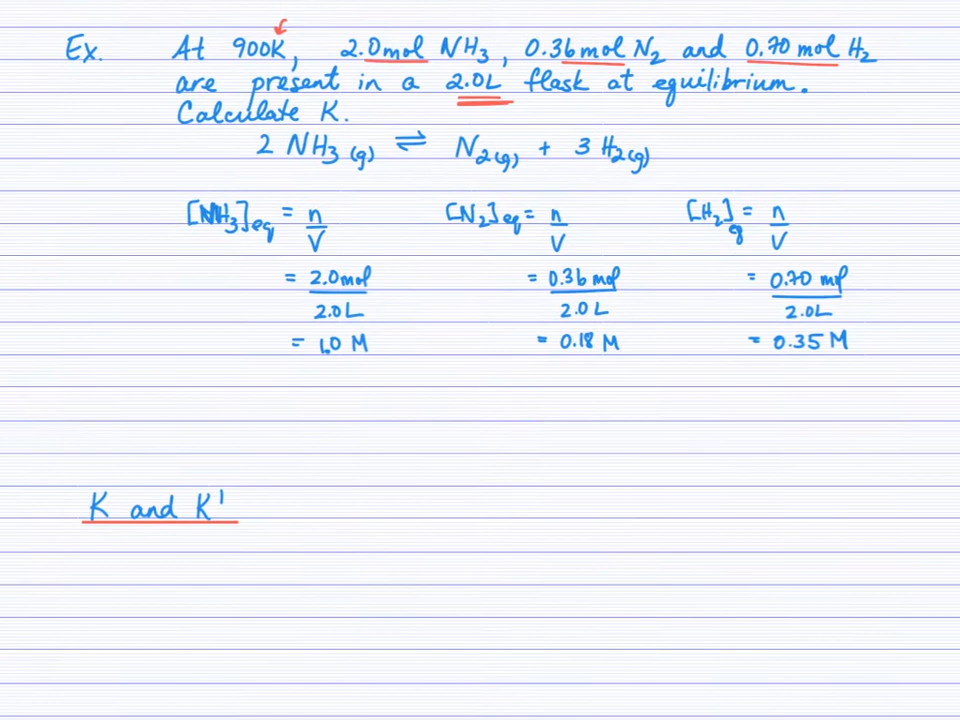 Ex. At 900K, 2.0mol NH₃, 0.36mol N₂ and 0.70 mol H₂
are present in a 2.0L flask at equilibrium.
Calculate K.
2 NH₃(g) ⇌ N₂(g) + 3 H₂(g)
[NH₃]eq = n/V [N₂]eq = n/V [H₂]eq = n/V
= 2.0mol/2.0L = 0.36 mol/2.0L = 0.70 mol/2.0L
= 1.0 M = 0.18 M = 0.35 M
K and K'